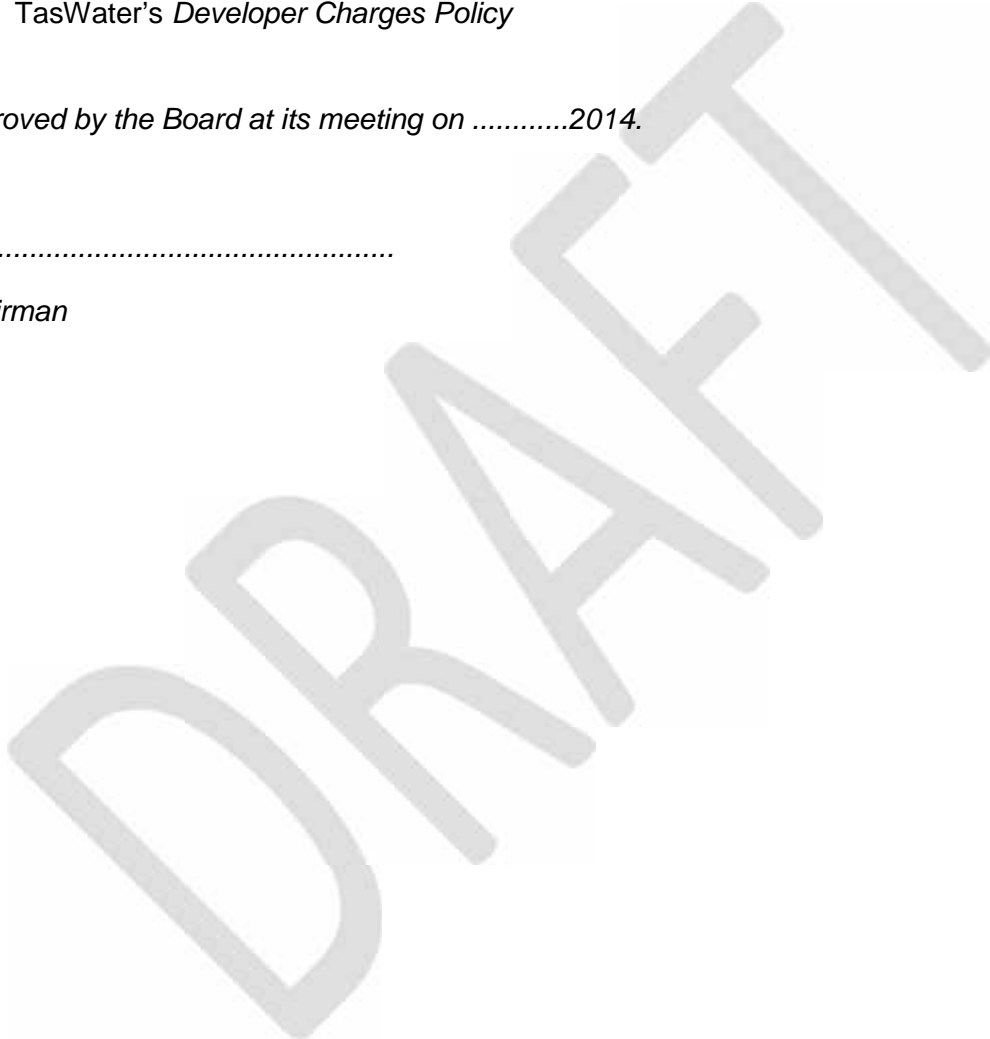 TasWater's Developer Charges Policy
roved by the Board at its meeting on ............2014.
................................................
irman
DRAFT